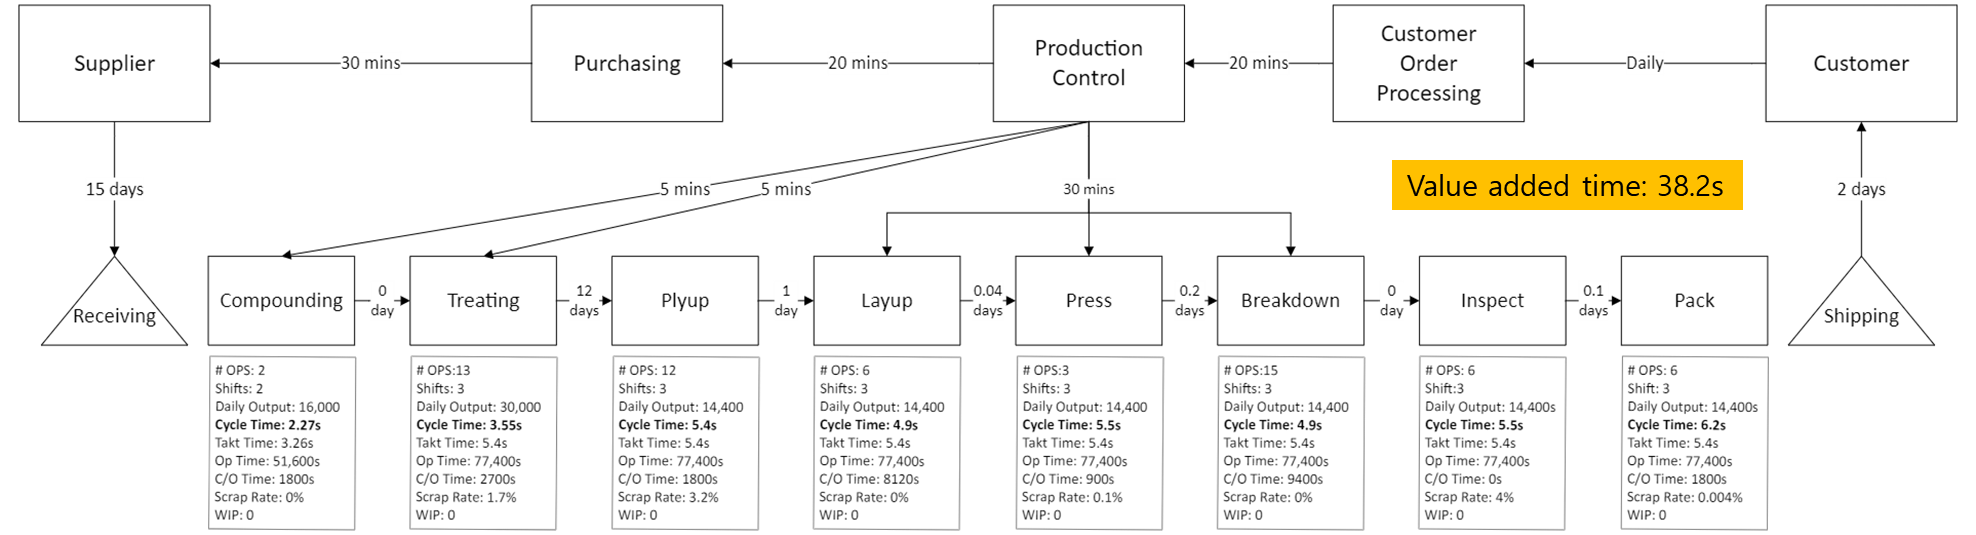 Supplier
30 mins
Purchasing
20 mins
Production
Control
20 mins
Customer
Order
Processing
Daily
Customer
15 days
5 mins
5 mins
30 mins
Value added time: 38.2s
2 days
Receiving
Compounding
0
day
Treating
12
days
Plyup
1
day
Layup
0.04
days
Press
0.2
days
Breakdown
0
day
Inspect
0.1
days
Pack
Shipping
# OPS: 2
Shifts: 2
Daily Output: 16,000
Cycle Time: 2.27s
Takt Time: 3.26s
Op Time: 51,600s
C/O Time: 1800s
Scrap Rate: 0%
WIP: 0
# OPS:13
Shifts: 3
Daily Output: 30,000
Cycle Time: 3.55s
Takt Time: 5.4s
Op Time: 77,400s
C/O Time: 2700s
Scrap Rate: 1.7%
WIP: 0
# OPS: 12
Shifts: 3
Daily Output: 14,400
Cycle Time: 5.4s
Takt Time: 5.4s
Op Time: 77,400s
C/O Time: 1800s
Scrap Rate: 3.2%
WIP: 0
# OPS: 6
Shifts: 3
Daily Output: 14,400
Cycle Time: 4.9s
Takt Time: 5.4s
Op Time: 77,400s
C/O Time: 8120s
Scrap Rate: 0%
WIP: 0
# OPS:3
Shifts: 3
Daily Output: 14,400
Cycle Time: 5.5s
Takt Time: 5.4s
Op Time: 77,400s
C/O Time: 900s
Scrap Rate: 0.1%
WIP: 0
# OPS:15
Shifts: 3
Daily Output: 14,400
Cycle Time: 4.9s
Takt Time: 5.4s
Op Time: 77,400s
C/O Time: 9400s
Scrap Rate: 0%
WIP: 0
# OPS: 6
Shift:3
Daily Output: 14,400s
Cycle Time: 5.5s
Takt Time: 5.4s
Op Time: 77,400s
C/O Time: 0s
Scrap Rate: 4%
WIP: 0
# OPS: 6
Shift: 3
Daily Output: 14,400s
Cycle Time: 6.2s
Takt Time: 5.4s
Op Time: 77,400s
C/O Time: 1800s
Scrap Rate: 0.004%
WIP: 0